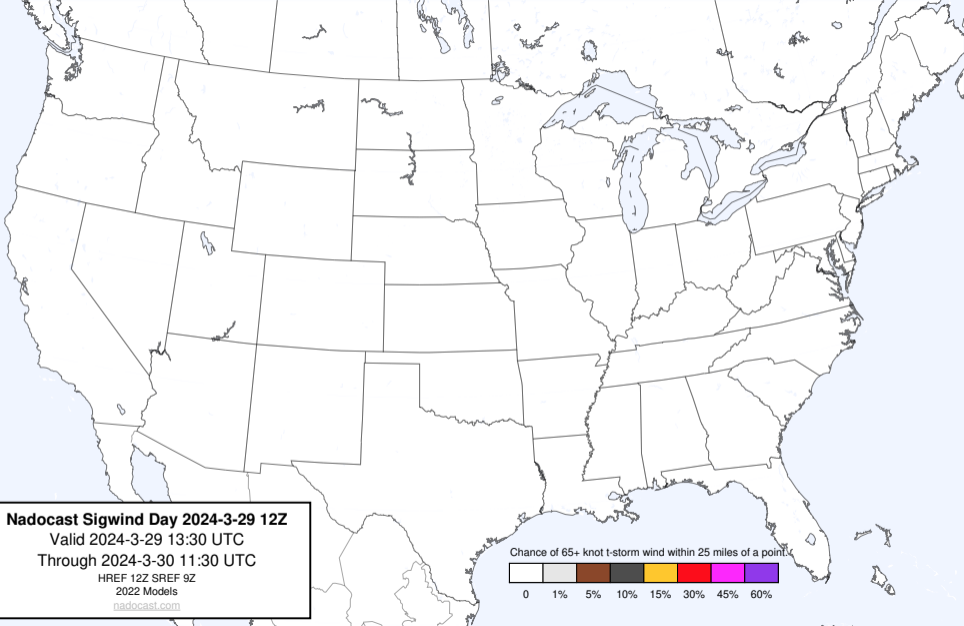 Nadocast Sigwind Day 2024-3-29 12Z
Valid 2024-3-29 13:30 UTC
Through 2024-3-30 11:30 UTC
HREF 12Z SREF 9Z
2022 Models
nadocast.com
Chance of 65+ knot t-storm wind within 25 miles of a point.
0 1% 5% 10% 15% 30% 45% 60%